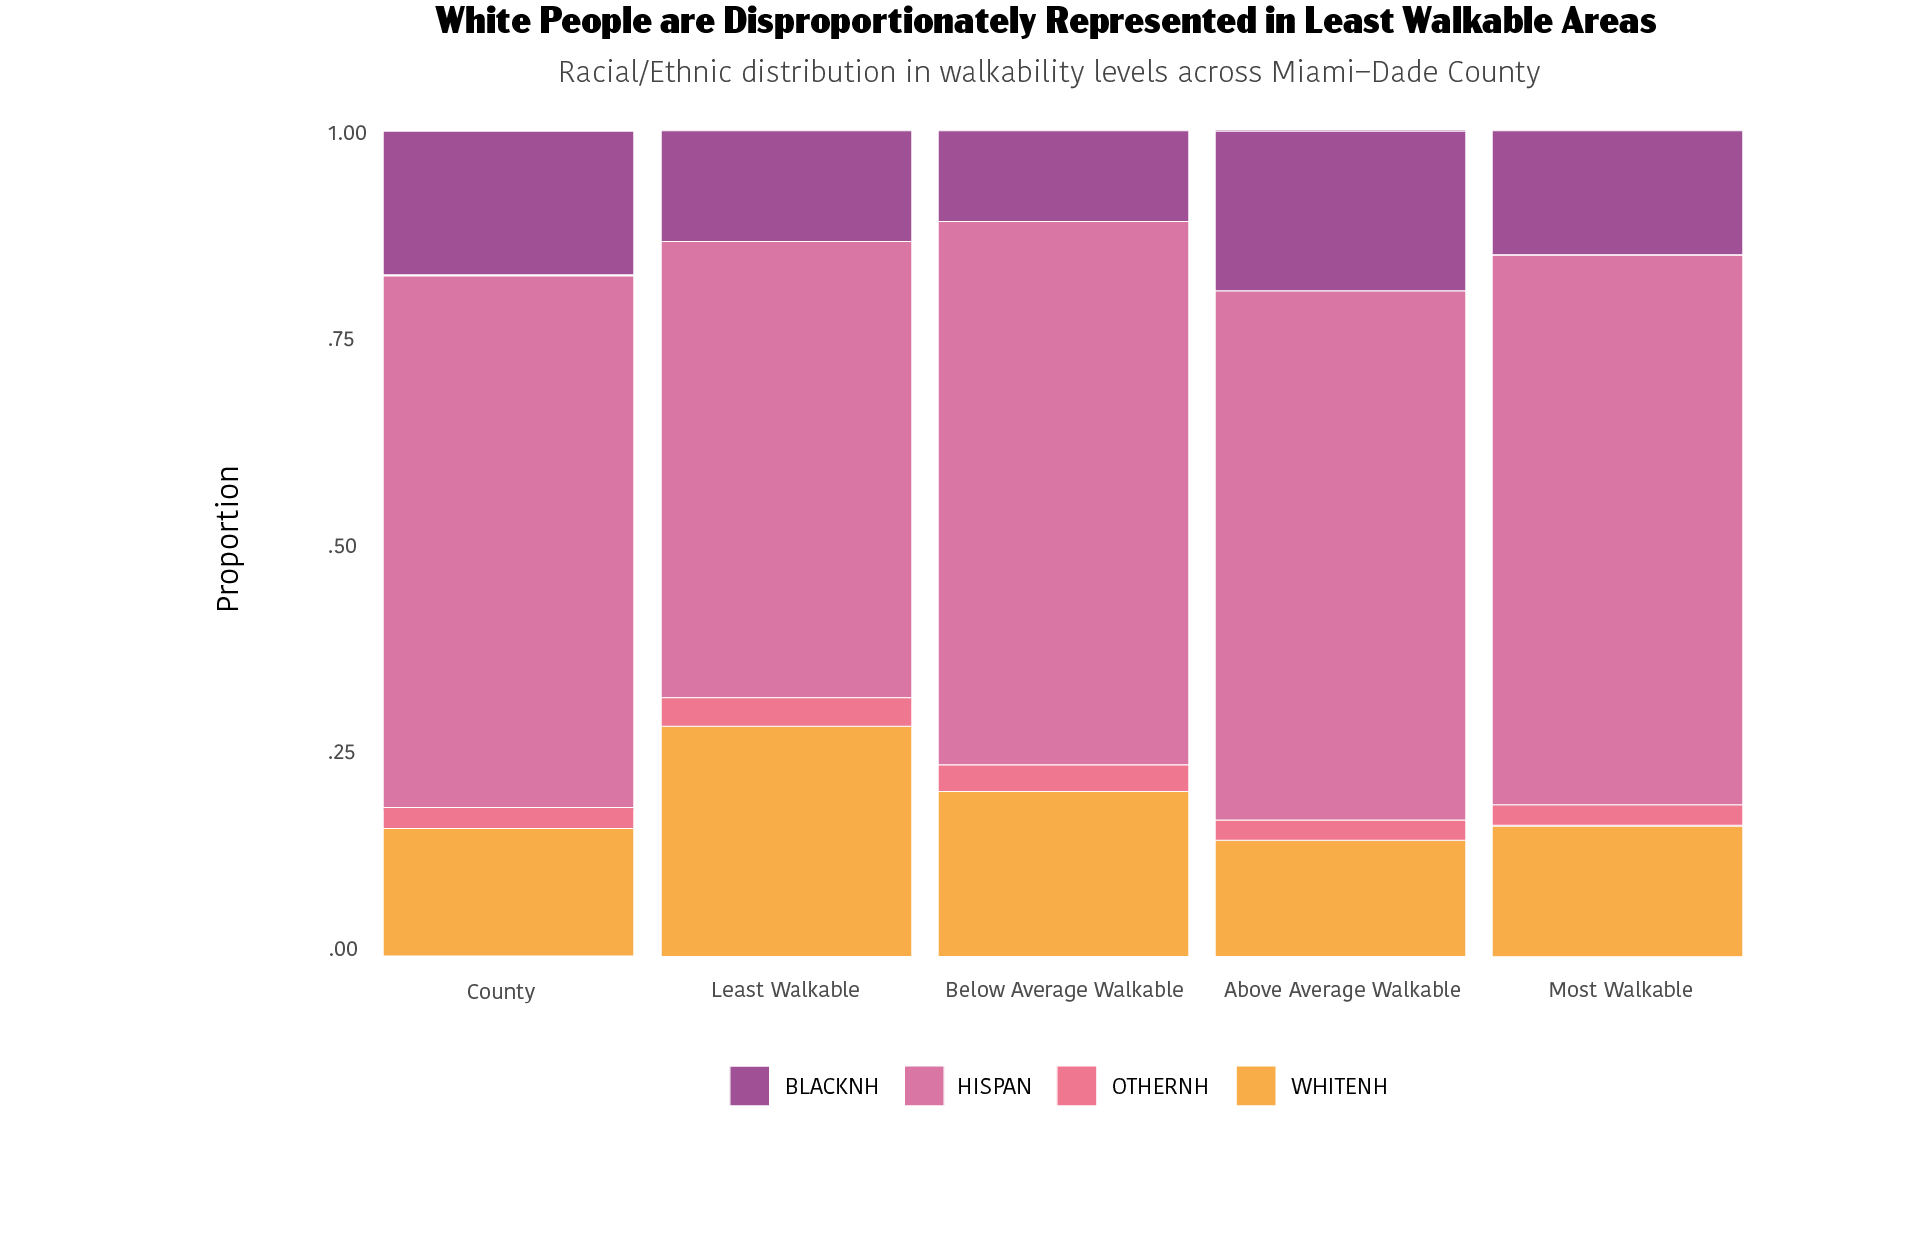 White People are Disproportionately Represented in Least Walkable Areas
Racial/Ethnic distribution in walkability levels across Miami–Dade County
1.00
.75
.50
.25
.00
Proportion
County
Least Walkable
Below Average Walkable
Above Average Walkable
Most Walkable
BLACKNH
HISPAN
OTHERNH
WHITENH